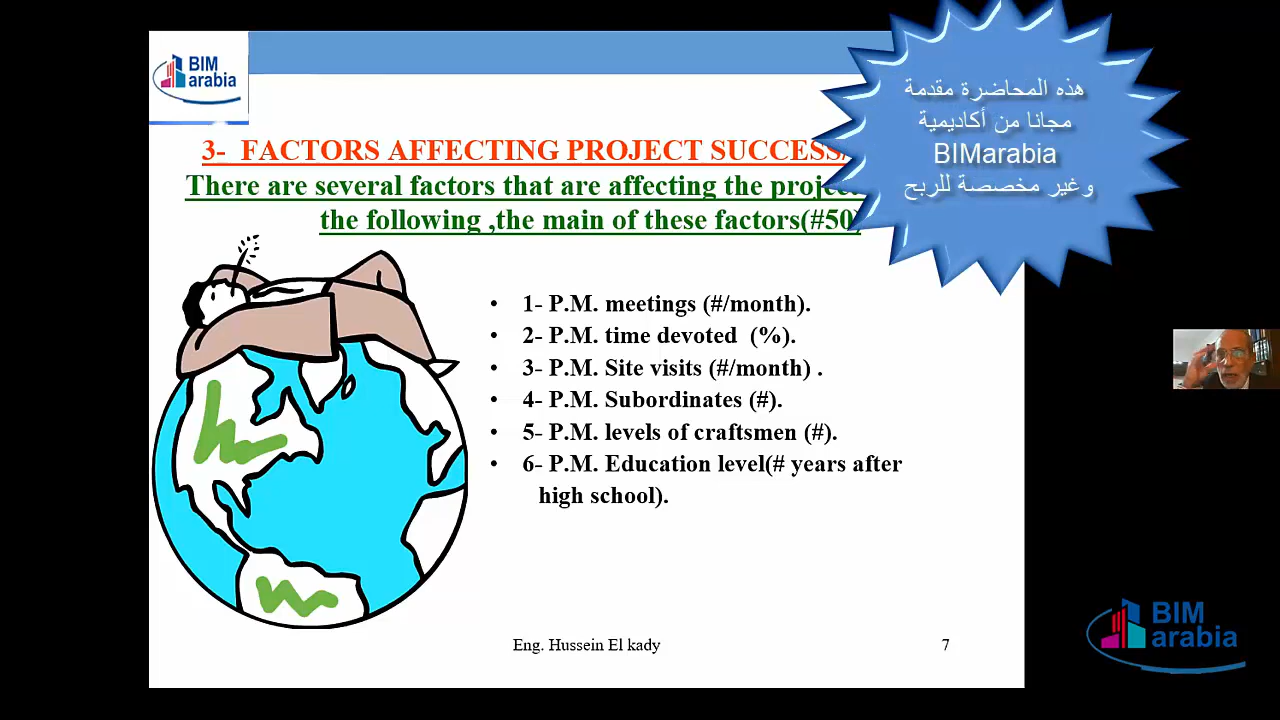 BIM
arabia
هذه المحاضرة مقدمة
مجانا من أكاديمية
BIMarabia
وغير مخصصة للربح
3- FACTORS AFFECTING PROJECT SUCCESS
There are several factors that are affecting the project
the following ,the main of these factors(#50)
• 1- P.M. meetings (#/month).
• 2- P.M. time devoted (%).
• 3- P.M. Site visits (#/month) .
• 4- P.M. Subordinates (#).
• 5- P.M. levels of craftsmen (#).
• 6- P.M. Education level(# years after
high school).
Eng. Hussein El kady
7
BIM
arabia